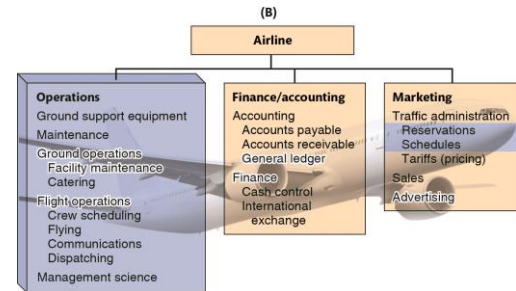 (B)
Airline
Operations
Ground support equipment
Maintenance
Ground operations
Facility maintenance
Catering
Flight operations
Crew scheduling
Flying
Communications
Dispatching
Management science
Finance/accounting
Accounting
Accounts payable
Accounts receivable
General ledger
Finance
Cash control
International
exchange
Marketing
Traffic administration
Reservations
Schedules
Tariffs (pricing)
Sales
Advertising